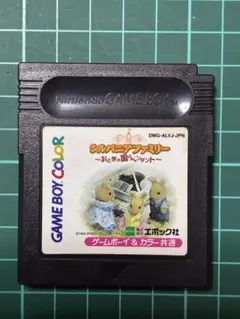 Nintendo GAME BOY
DMG-ALVJ-JPN
シルバニアファミリー
〜おとぎの国のペンダント〜
GAME BOY COLOR
エポック社
ゲームボーイ & カラー共通